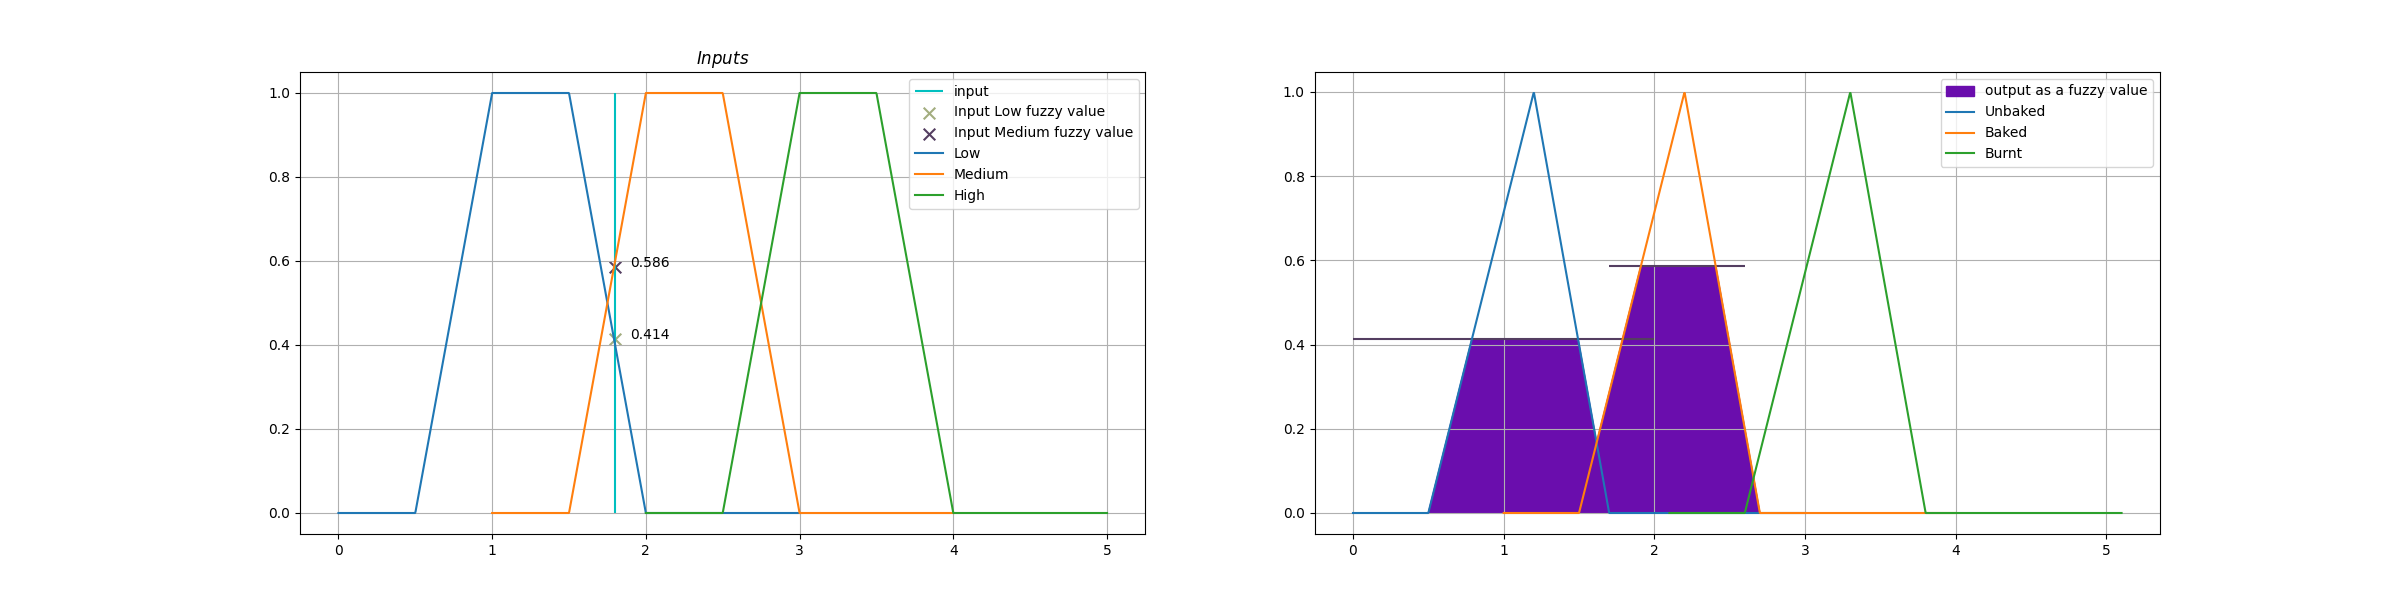 Inputs
1.0
0.8
0.6
0.4
0.2
0.0
0 1 2 3 4 5
input
Input Low fuzzy value
Input Medium fuzzy value
Low
Medium
High
0.586
0.414
1.0
0.8
0.6
0.4
0.2
0.0
0 1 2 3 4 5
output as a fuzzy value
Unbaked
Baked
Burnt